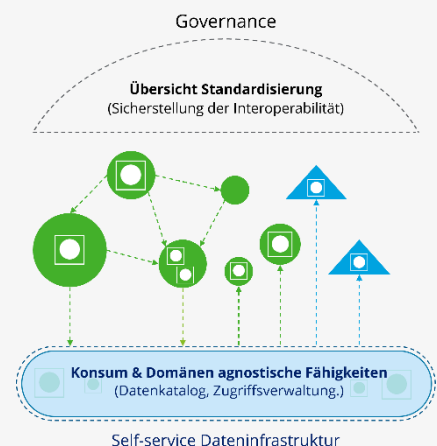 Governance
Übersicht Standardisierung
(Sicherstellung der Interoperabilität)
Konsum & Domänen agnostische Fähigkeiten
(Datenkatalog, Zugriffsverwaltung.)
Self-service Dateninfrastruktur